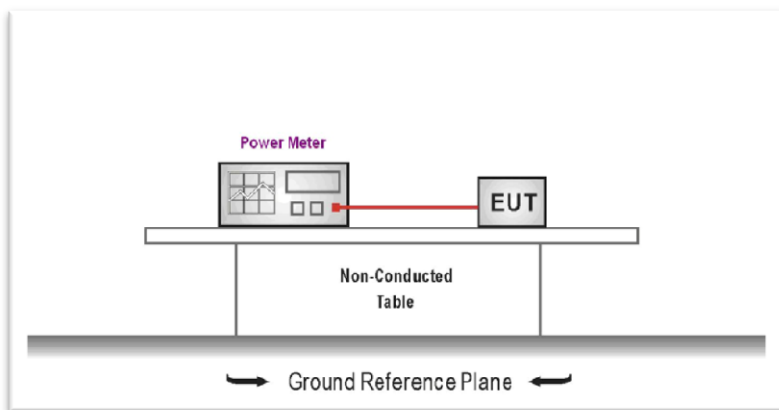 Power Meter
EUT
Non-Conducted
Table
Ground Reference Plane